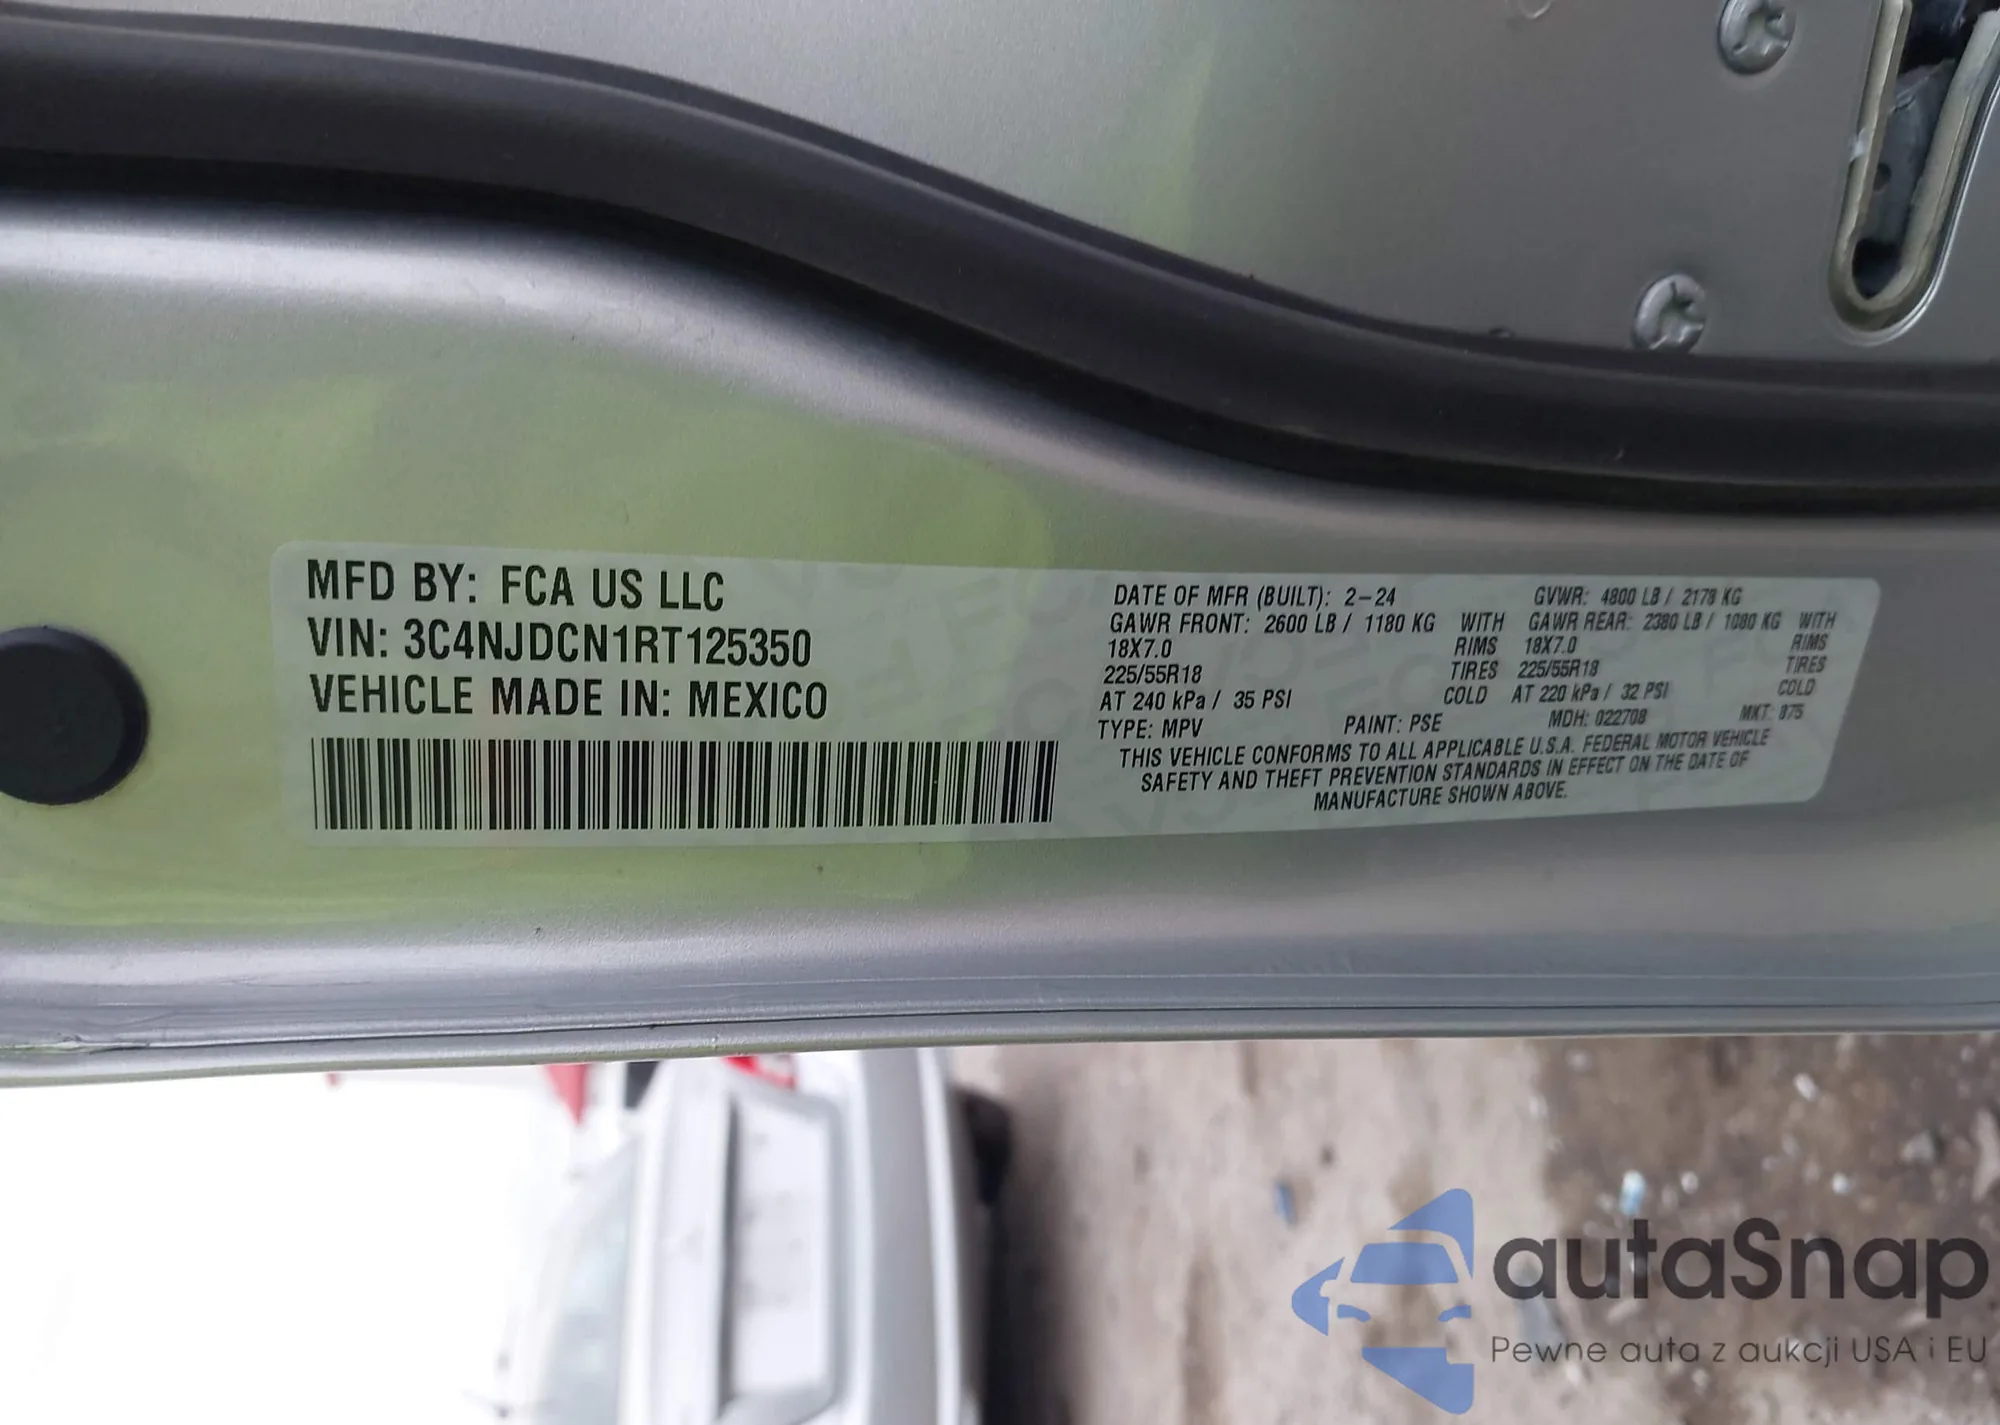 MFD BY: FCA US LLC
VIN: 3C4NJDCN1RT125350
VEHICLE MADE IN: MEXICO
DATE OF MFR (BUILT): 2-24 GVWR: 4800 LB / 2178 KG
GAWR FRONT: 2600 LB / 1180 KG WITH GAWR REAR: 2380 LB / 1080 KG WITH
18X7.0 RIMS 18X7.0 RIMS
225/55R18 TIRES 225/55R18 TIRES
AT 240 kPa / 35 PSI COLD AT 220 kPa / 32 PSI COLD
TYPE: MPV PAINT: PSE MDH: 022708 MKT: 875
THIS VEHICLE CONFORMS TO ALL APPLICABLE U.S.A. FEDERAL MOTOR VEHICLE
SAFETY AND THEFT PREVENTION STANDARDS IN EFFECT ON THE DATE OF
MANUFACTURE SHOWN ABOVE.
autaSnap
Pewne auta z aukcji USA i EU